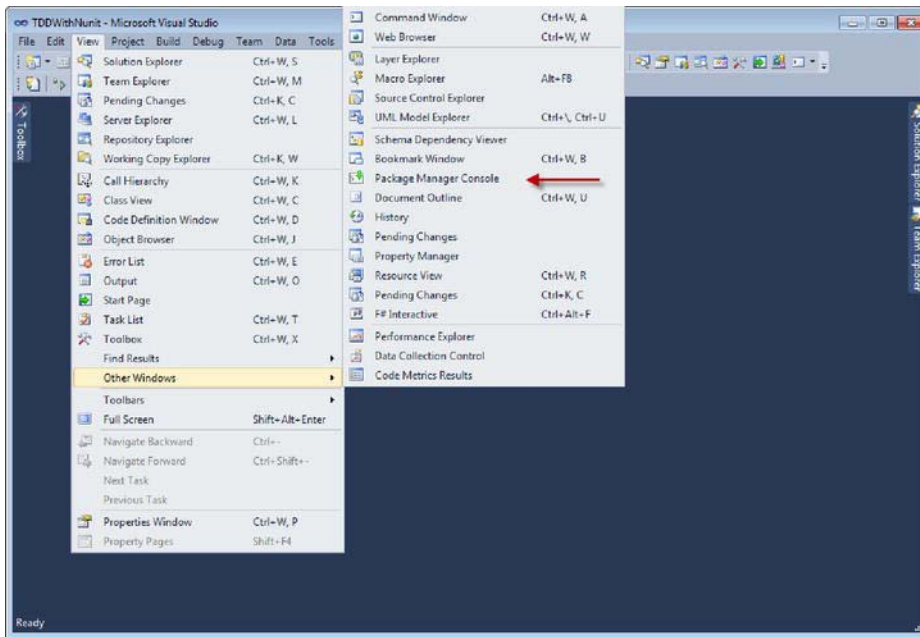 TDDWithNunit - Microsoft Visual Studio
File Edit View Project Build Debug Team Data Tools
Solution Explorer Ctrl+W, S
Team Explorer Ctrl+W, M
Pending Changes Ctrl+K, C
Server Explorer Ctrl+W, L
Repository Explorer
Working Copy Explorer Ctrl+K, W
Call Hierarchy Ctrl+W, K
Class View Ctrl+W, C
Code Definition Window Ctrl+W, D
Object Browser Ctrl+W, J
Error List Ctrl+W, E
Output Ctrl+W, O
Start Page
Task List Ctrl+W, T
Toolbox Ctrl+W, X
Find Results
Other Windows
Toolbars
Full Screen Shift+Alt+Enter
Navigate Backward Ctrl+-
Navigate Forward Ctrl+Shift+-
Next Task
Previous Task
Properties Window Ctrl+W, P
Property Pages Shift+F4
Command Window Ctrl+W, A
Web Browser Ctrl+W, W
Layer Explorer
Macro Explorer Alt+F8
Source Control Explorer
UML Model Explorer Ctrl+\, Ctrl+U
Schema Dependency Viewer
Bookmark Window Ctrl+W, B
Package Manager Console
Document Outline Ctrl+W, U
History
Pending Changes
Property Manager
Resource View Ctrl+W, R
Pending Changes Ctrl+K, C
F# Interactive Ctrl+Alt+F
Performance Explorer
Data Collection Control
Code Metrics Results
Toolbox
Solution Explorer
Team Explorer
Ready